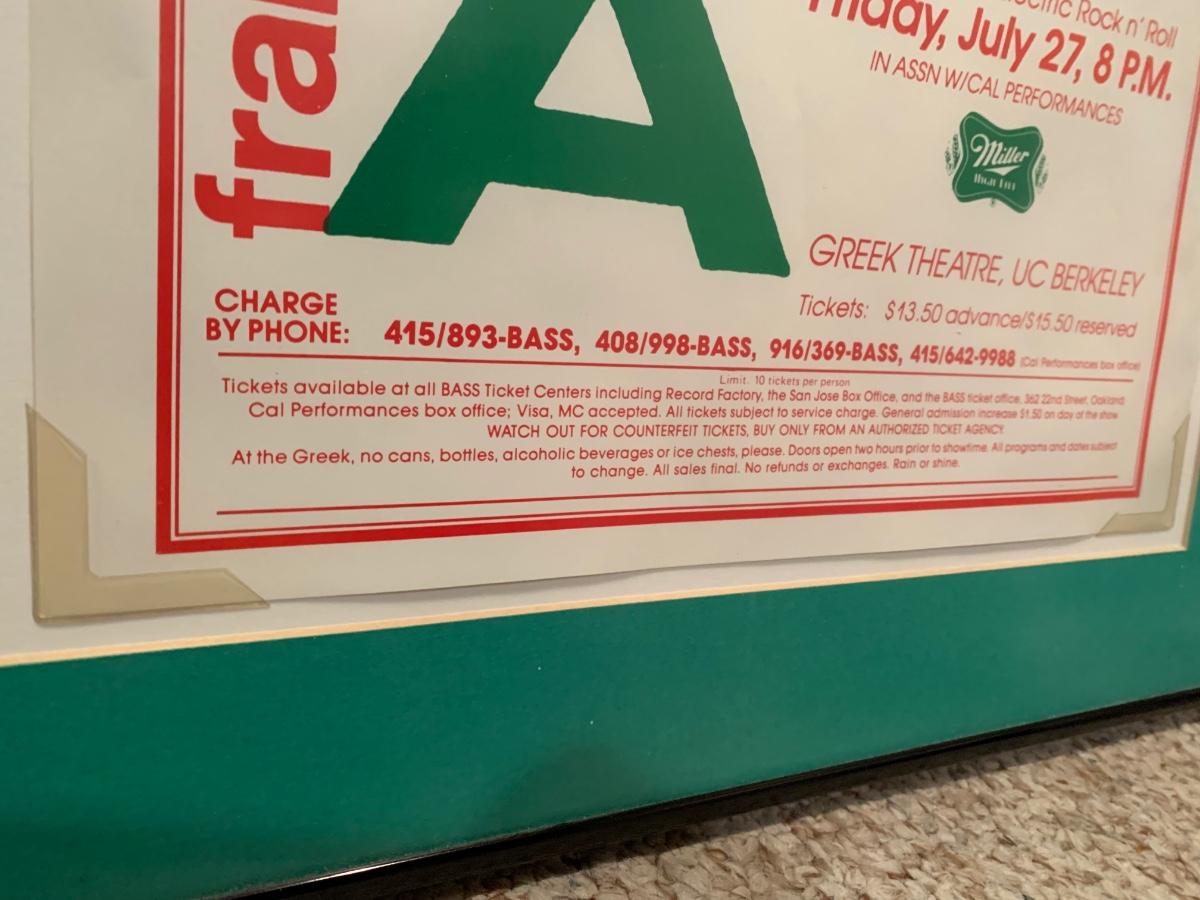 fra
A
ectric Rock n' Roll
Friday, July 27, 8 P.M.
IN ASSN W/CAL PERFORMANCES
Miller
High Life
GREEK THEATRE, UC BERKELEY
Tickets: $13.50 advance/$15.50 reserved
CHARGE
BY PHONE: 415/893-BASS, 408/998-BASS, 916/369-BASS, 415/642-9988 (Cal Performances box office)
Limit: 10 tickets per person
Tickets available at all BASS Ticket Centers including Record Factory, the San Jose Box Office, and the BASS ticket office, 362 22nd Street, Oakland;
Cal Performances box office; Visa, MC accepted. All tickets subject to service charge. General admission increase $1.50 on day of the show.
WATCH OUT FOR COUNTERFEIT TICKETS, BUY ONLY FROM AN AUTHORIZED TICKET AGENCY.
At the Greek, no cans, bottles, alcoholic beverages or ice chests, please. Doors open two hours prior to showtime. All programs and dates subject
to change. All sales final. No refunds or exchanges. Rain or shine.